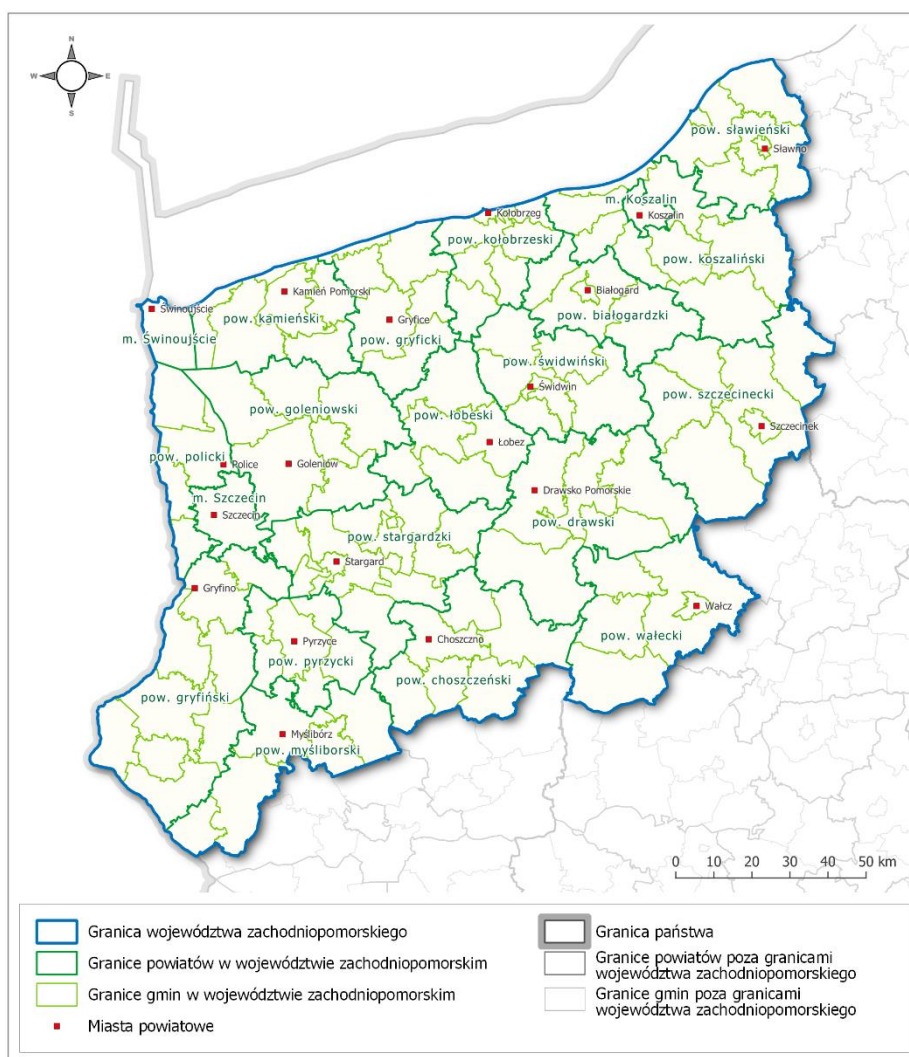 N
W E
S
pow. sławieński
Sławno
m. Koszalin
Koszalin
Kołobrzeg
pow. kołobrzeski
pow. koszaliński
Kamień Pomorski
Białogard
Świnoujście
pow. kamieński
Gryfice
pow. białogardzki
m. Świnoujście
pow. gryficki
pow. świdwiński
Świdwin
pow. szczecinecki
pow. goleniowski
pow. łobeski
Szczecinek
Łobez
pow. policki
Police
Goleniów
m. Szczecin
Drawsko Pomorskie
Szczecin
pow. drawski
pow. stargardzki
Stargard
Gryfino
Wałcz
Pyrzyce
Choszczno
pow. wałecki
pow. pyrzycki
pow. choszczeński
pow. gryfiński
Myślibórz
pow. myśliborski
0 10 20 30 40 50 km
Granica województwa zachodniopomorskiego
Granice powiatów w województwie zachodniopomorskim
Granice gmin w województwie zachodniopomorskim
Miasta powiatowe
Granica państwa
Granice powiatów poza granicami
województwa zachodniopomorskiego
Granice gmin poza granicami
województwa zachodniopomorskiego